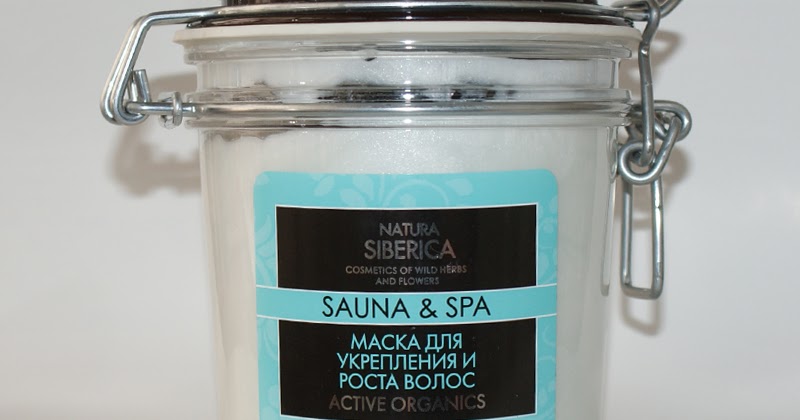 NATURA
SIBERICA
COSMETICS OF WILD HERBS
AND FLOWERS
SAUNA & SPA
МАСКА ДЛЯ
УКРЕПЛЕНИЯ И
РОСТА ВОЛОС
ACTIVE ORGANICS